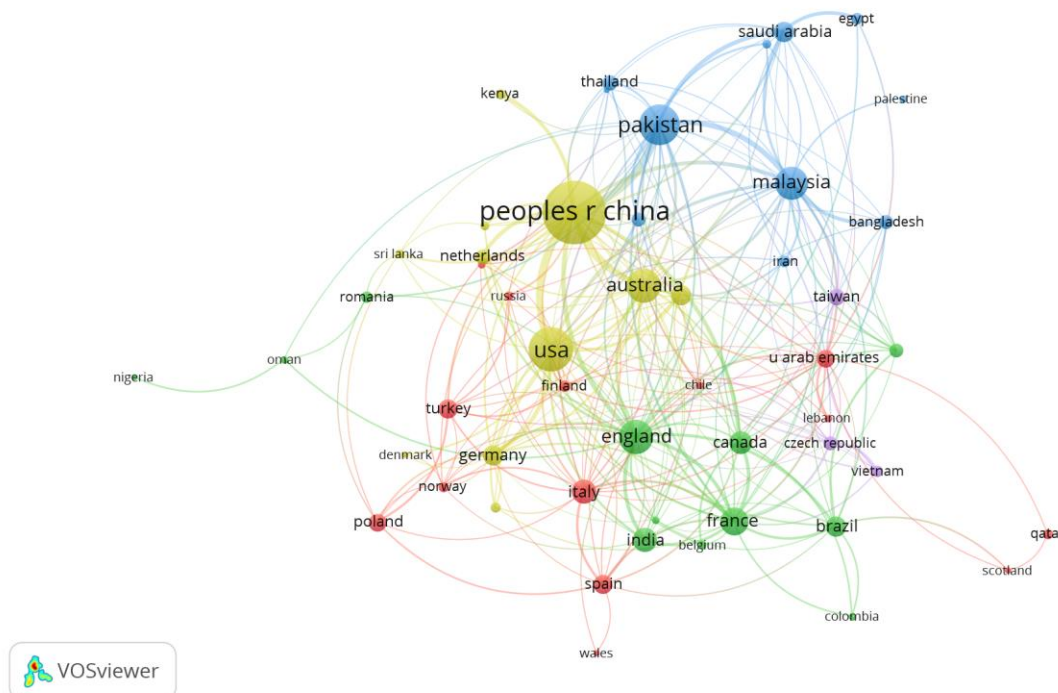 egypt
saudi arabia
thailand
kenya
palestine
pakistan
malaysia
peoples r china
bangladesh
sri lanka
netherlands
iran
australia
romania
russia
taiwan
usa
u arab emirates
oman
nigeria
finland
chile
turkey
lebanon
england
canada
czech republic
denmark
germany
vietnam
norway
italy
poland
france
brazil
qata
india
belgium
scotland
spain
colombia
wales
VOSviewer